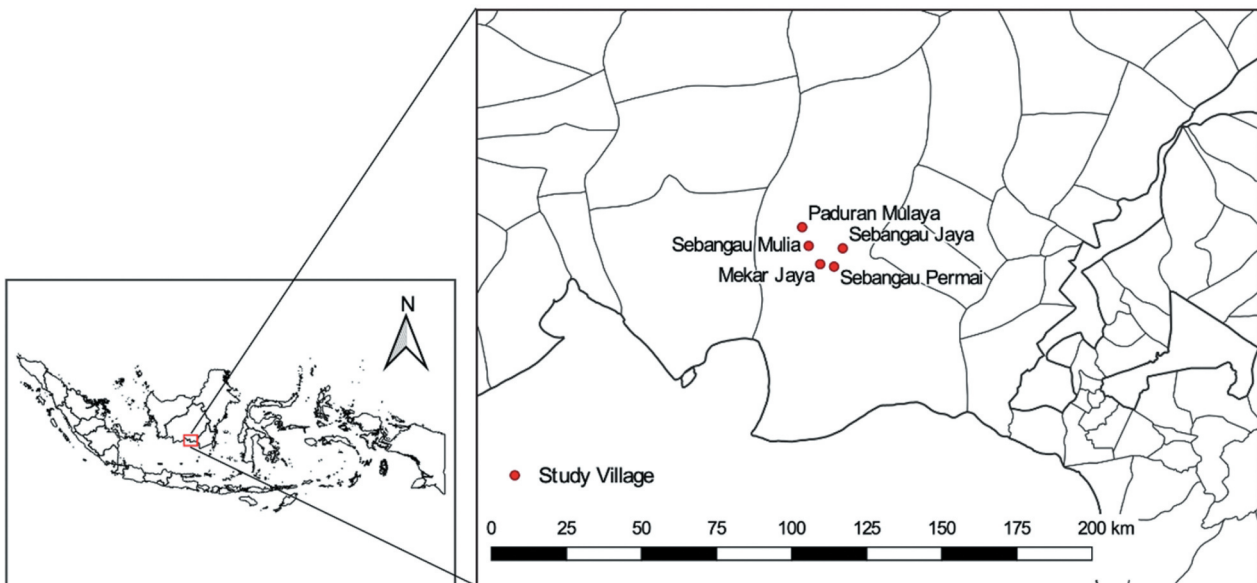 Paduran Mulaya
Sebangau Jaya
Sebangau Mulia
Mekar Jaya
Sebangau Permai
N
Study Village
0 25 50 75 100 125 150 175 200 km